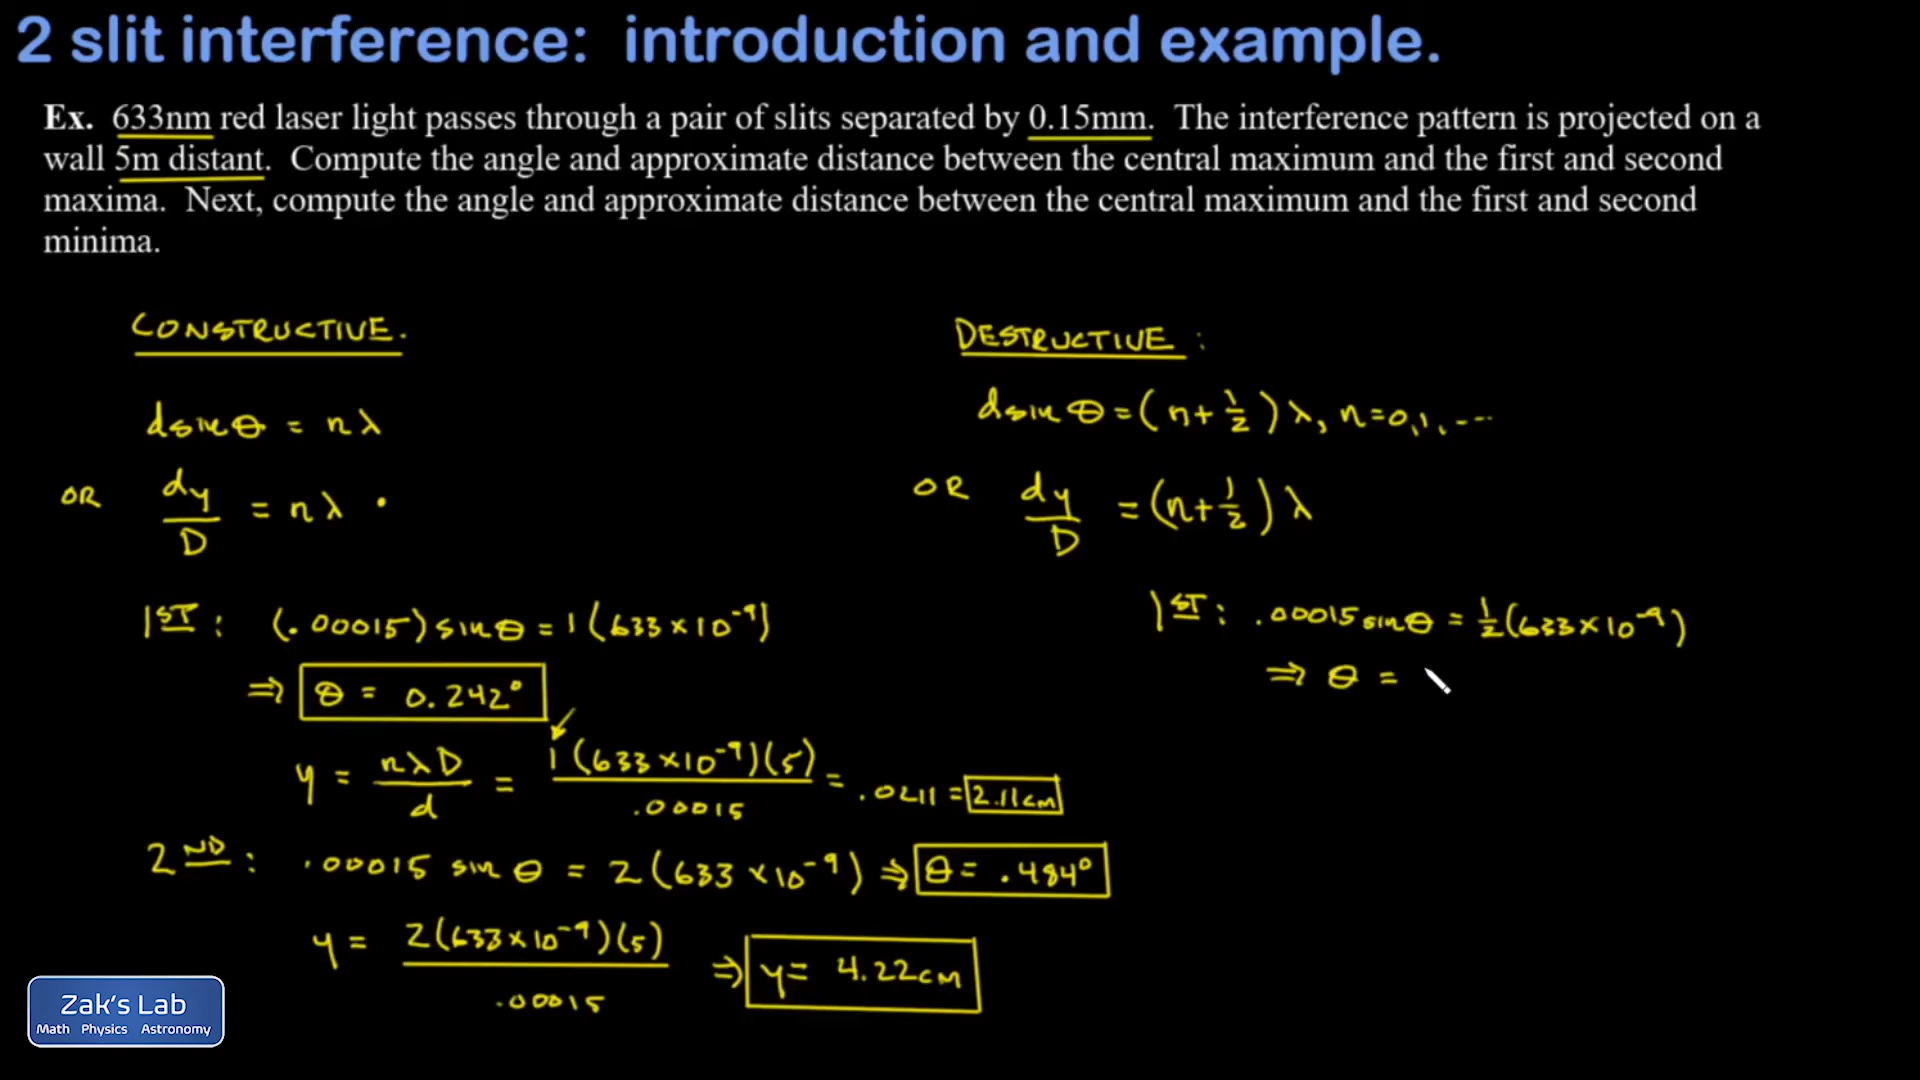 2 slit interference: introduction and example.
Ex. 633nm red laser light passes through a pair of slits separated by 0.15mm. The interference pattern is projected on a
wall 5m distant. Compute the angle and approximate distance between the central maximum and the first and second
maxima. Next, compute the angle and approximate distance between the central maximum and the first and second
minima.
CONSTRUCTIVE.
d sin θ = nλ
OR dy/D = nλ .
1ST: (.00015) sin θ = 1 (633 × 10⁻⁹)
⇒ θ = 0.242°
y = nλD/d = 1(633×10⁻⁹)(5)/.00015 = .0211 = 2.11cm
2ND: .00015 sin θ = 2 (633 × 10⁻⁹) ⇒ θ = .484°
y = 2(633×10⁻⁹)(5)/.00015 ⇒ y = 4.22cm
DESTRUCTIVE:
d sin θ = (n+½)λ, n=0,1,...
OR dy/D = (n+½)λ
1ST: .00015 sin θ = ½(633×10⁻⁹)
⇒ θ =
Zak's Lab
Math Physics Astronomy